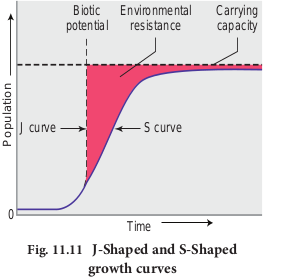 Biotic potential
Environmental resistance
Carrying capacity
Population
J curve
S curve
0
Time
Fig. 11.11 J-Shaped and S-Shaped
growth curves